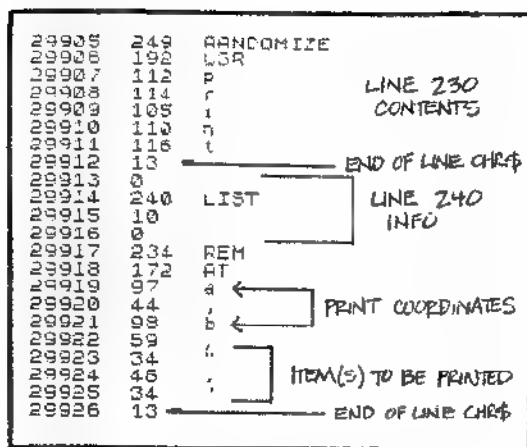 29905 249 RANDOMIZE
29906 192 USR
29907 112 p
29908 114 r LINE 230
29909 105 i CONTENTS
29910 110 n
29911 116 t
29912 13 END OF LINE CHR$
29913 0
29914 240 LIST LINE 240
29915 10 INFO
29916 0
29917 234 REM
29918 172 AT
29919 97 a
29920 44 , PRINT COORDINATES
29921 98 b
29922 59 ;
29923 34 "
29924 46 . ITEM(S) TO BE PRINTED
29925 34 "
29926 13 END OF LINE CHR$